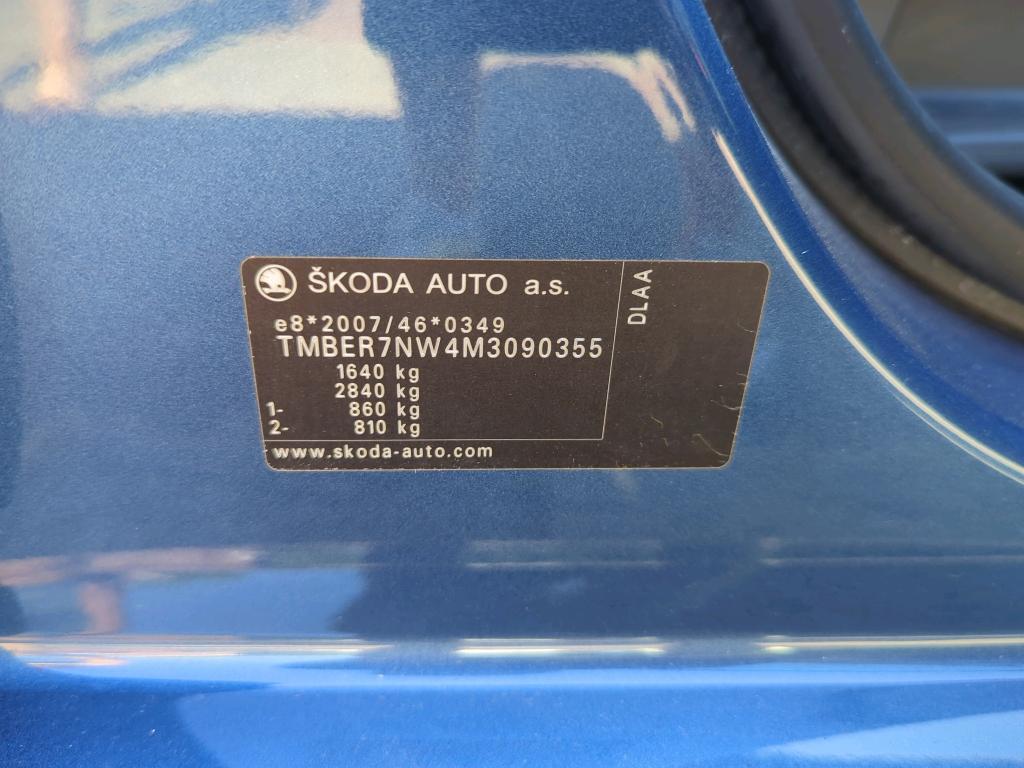 ŠKODA AUTO a.s.
e8*2007/46*0349
TMBER7NW4M3090355
1640 kg
2840 kg
1- 860 kg
2- 810 kg
www.skoda-auto.com
DLAA